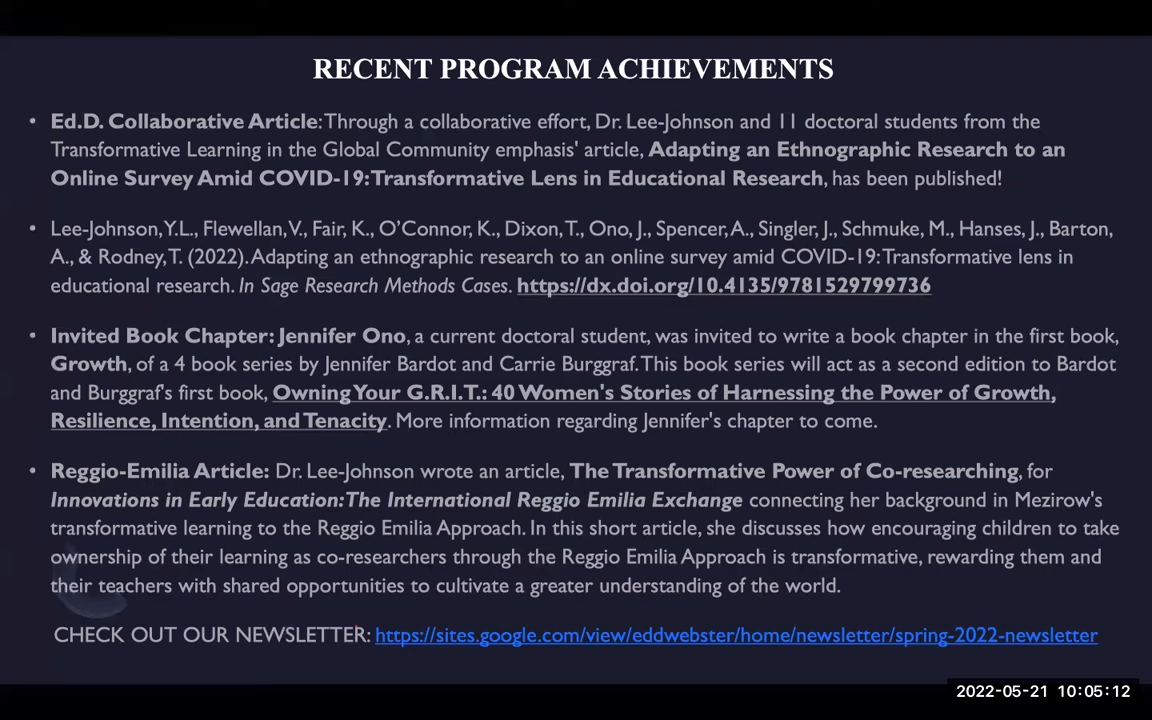 RECENT PROGRAM ACHIEVEMENTS
• Ed.D. Collaborative Article: Through a collaborative effort, Dr. Lee-Johnson and 11 doctoral students from the
Transformative Learning in the Global Community emphasis' article, Adapting an Ethnographic Research to an
Online Survey Amid COVID-19: Transformative Lens in Educational Research, has been published!
• Lee-Johnson, Y.L., Flewellan, V., Fair, K., O'Connor, K., Dixon, T., Ono, J., Spencer, A., Singler, J., Schmuke, M., Hanses, J., Barton,
A., & Rodney, T. (2022). Adapting an ethnographic research to an online survey amid COVID-19: Transformative lens in
educational research. In Sage Research Methods Cases. https://dx.doi.org/10.4135/9781529799736
• Invited Book Chapter: Jennifer Ono, a current doctoral student, was invited to write a book chapter in the first book,
Growth, of a 4 book series by Jennifer Bardot and Carrie Burggraf. This book series will act as a second edition to Bardot
and Burggraf's first book, Owning Your G.R.I.T.: 40 Women's Stories of Harnessing the Power of Growth,
Resilience, Intention, and Tenacity. More information regarding Jennifer's chapter to come.
• Reggio-Emilia Article: Dr. Lee-Johnson wrote an article, The Transformative Power of Co-researching, for
Innovations in Early Education: The International Reggio Emilia Exchange connecting her background in Mezirow's
transformative learning to the Reggio Emilia Approach. In this short article, she discusses how encouraging children to take
ownership of their learning as co-researchers through the Reggio Emilia Approach is transformative, rewarding them and
their teachers with shared opportunities to cultivate a greater understanding of the world.
CHECK OUT OUR NEWSLETTER: https://sites.google.com/view/eddwebster/home/newsletter/spring-2022-newsletter
2022-05-21 10:05:12